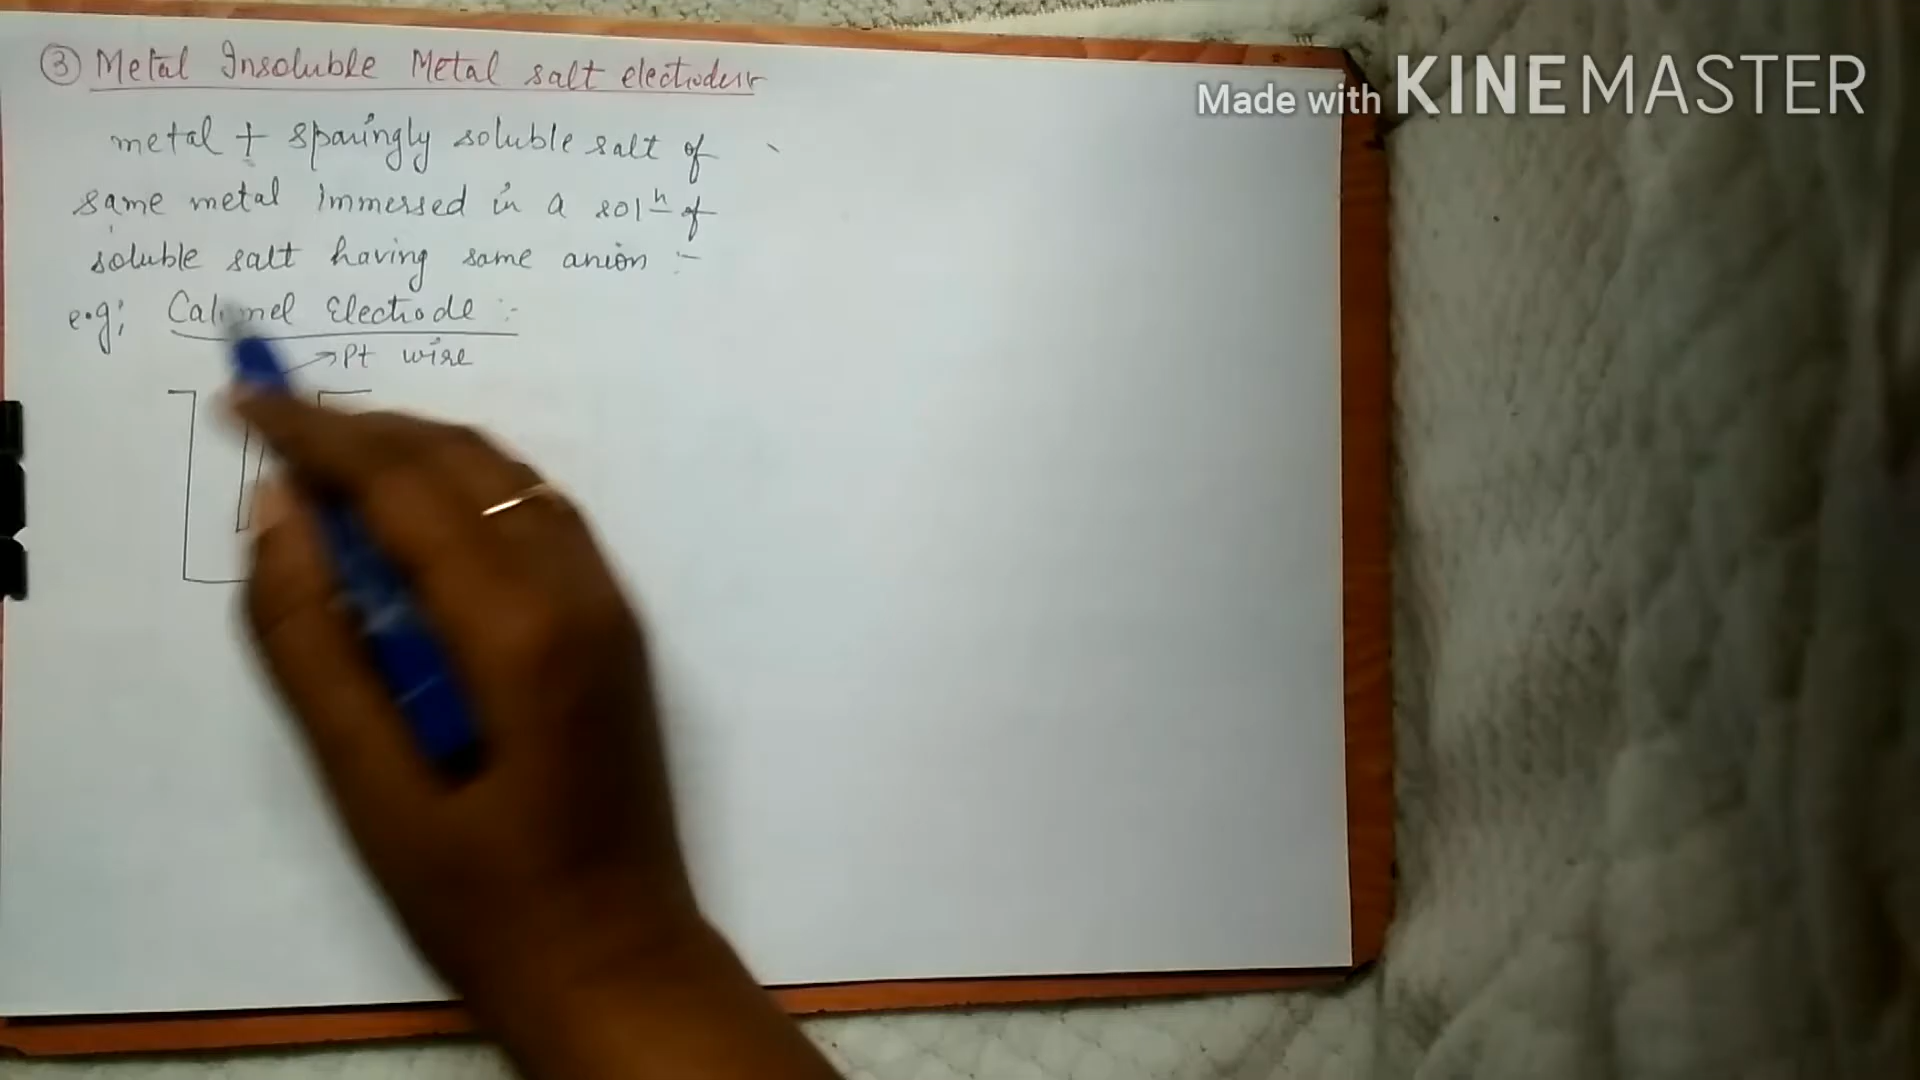 ③ Metal Insoluble Metal salt electrodes
metal + sparingly soluble salt of
same metal immersed in a solⁿ of
soluble salt having same anion :-
e.g; Calomel Electrode :-
→ Pt wire
Made with KINEMASTER